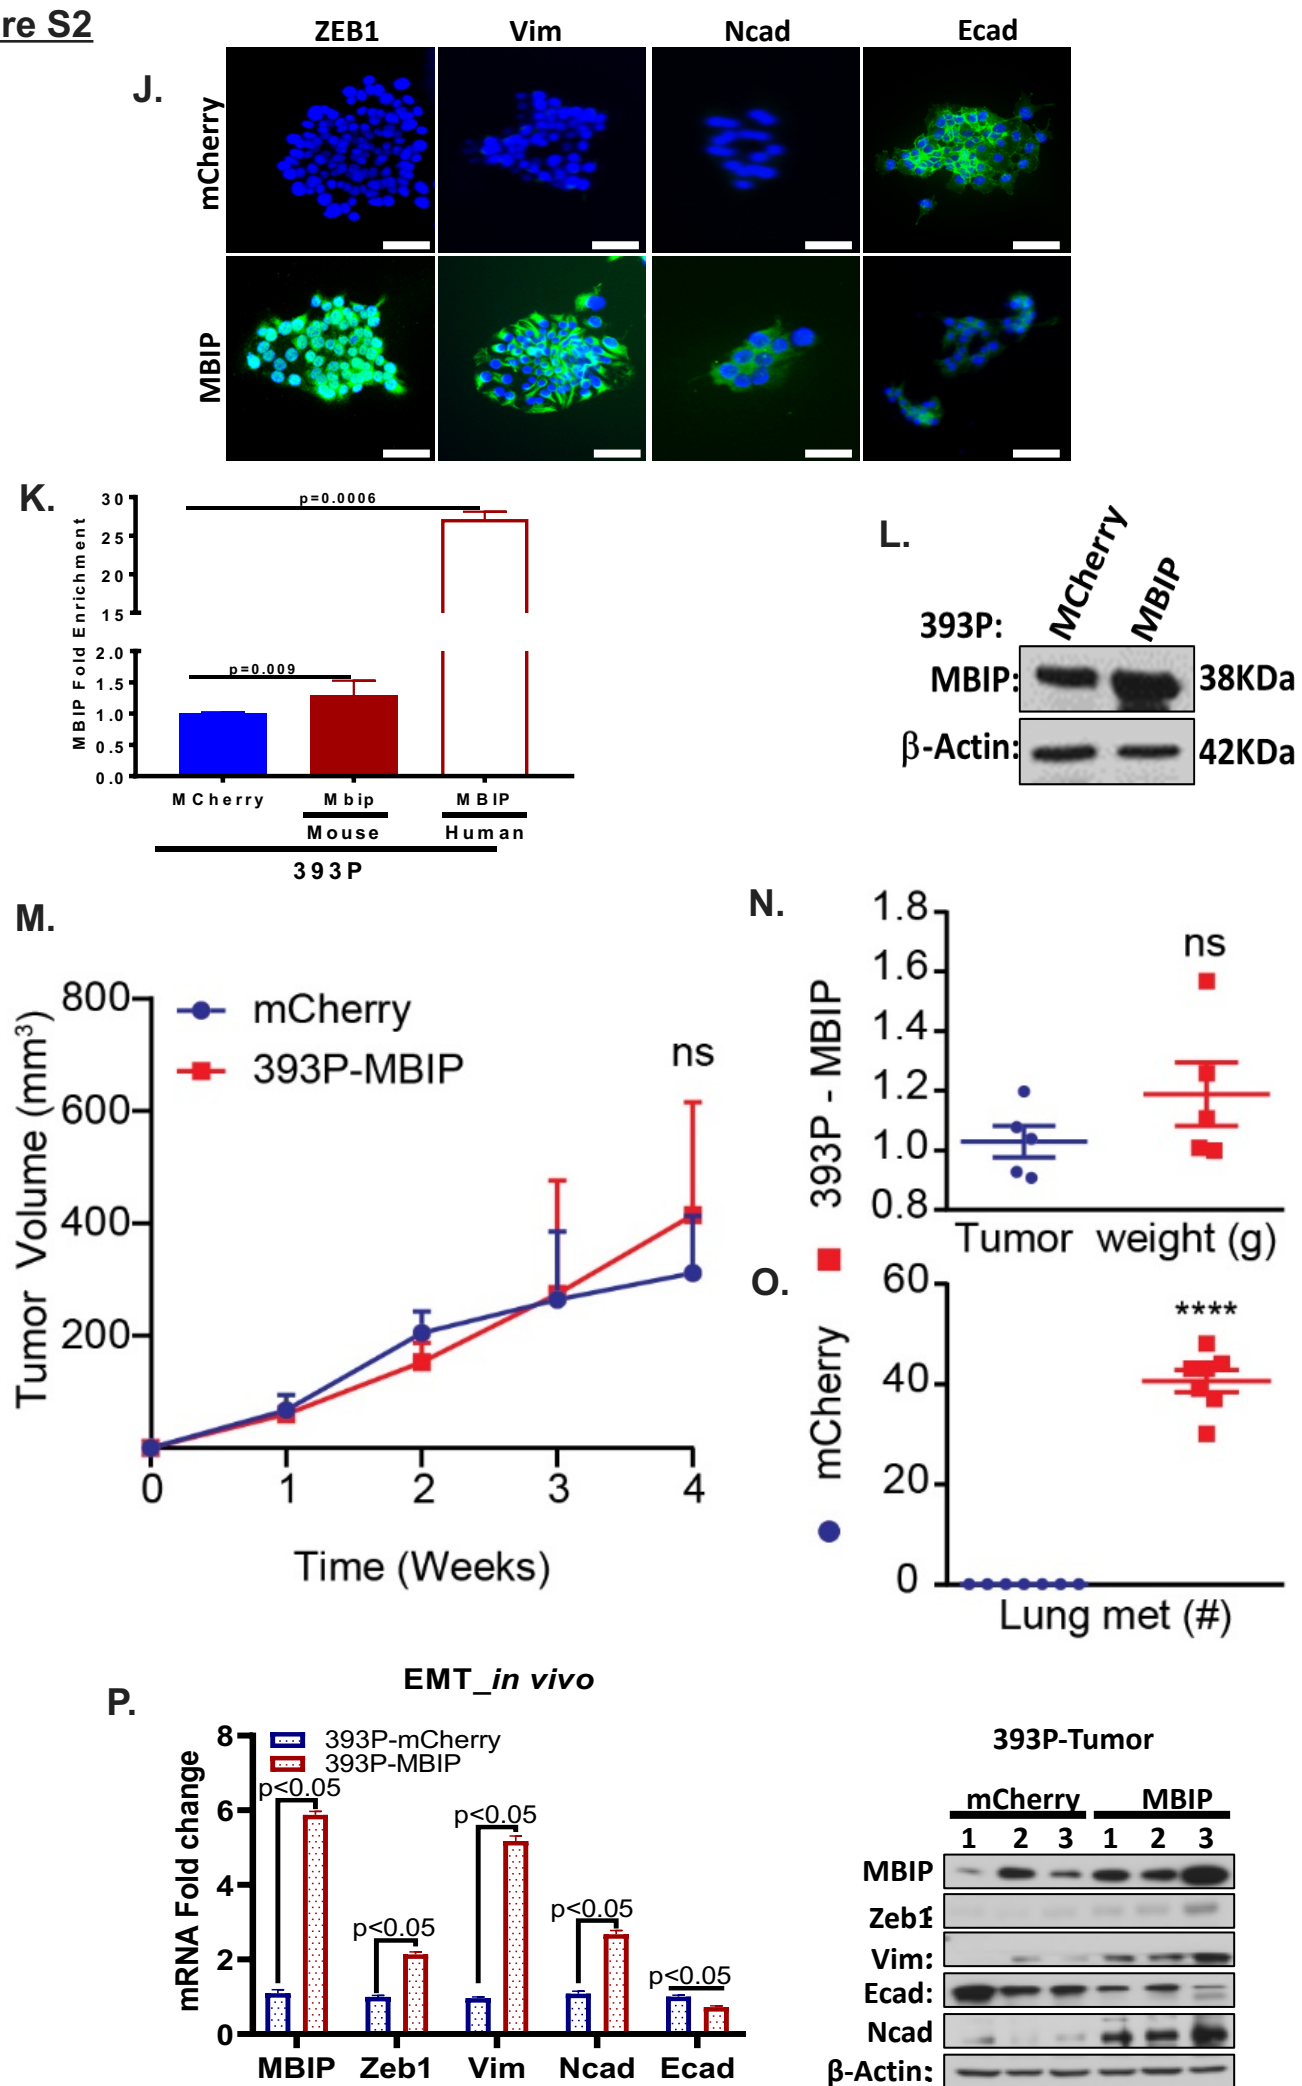 re S2
ZEB1 Vim Ncad Ecad
J.
mCherry
MBIP
K.
MBIP Fold Enrichment
30
25
20
15
2.0
1.5
1.0
0.5
0.0
p=0.0006
p=0.009
MCherry Mbip MBIP
Mouse Human
393P
L.
393P: MCherry MBIP
MBIP: 38KDa
β-Actin: 42KDa
M.
Tumor Volume (mm³)
800
600
400
200
mCherry
393P-MBIP
ns
0 1 2 3 4
Time (Weeks)
N.
393P - MBIP
mCherry
1.8
1.6
1.4
1.2
1.0
0.8
ns
Tumor weight (g)
O.
60
40
20
0
****
Lung met (#)
P.
EMT_in vivo
mRNA Fold change
8
6
4
2
0
393P-mCherry
393P-MBIP
p<0.05
p<0.05
p<0.05
p<0.05
p<0.05
MBIP Zeb1 Vim Ncad Ecad
393P-Tumor
mCherry MBIP
1 2 3 1 2 3
MBIP
Zeb1:
Vim:
Ecad:
Ncad
β-Actin: